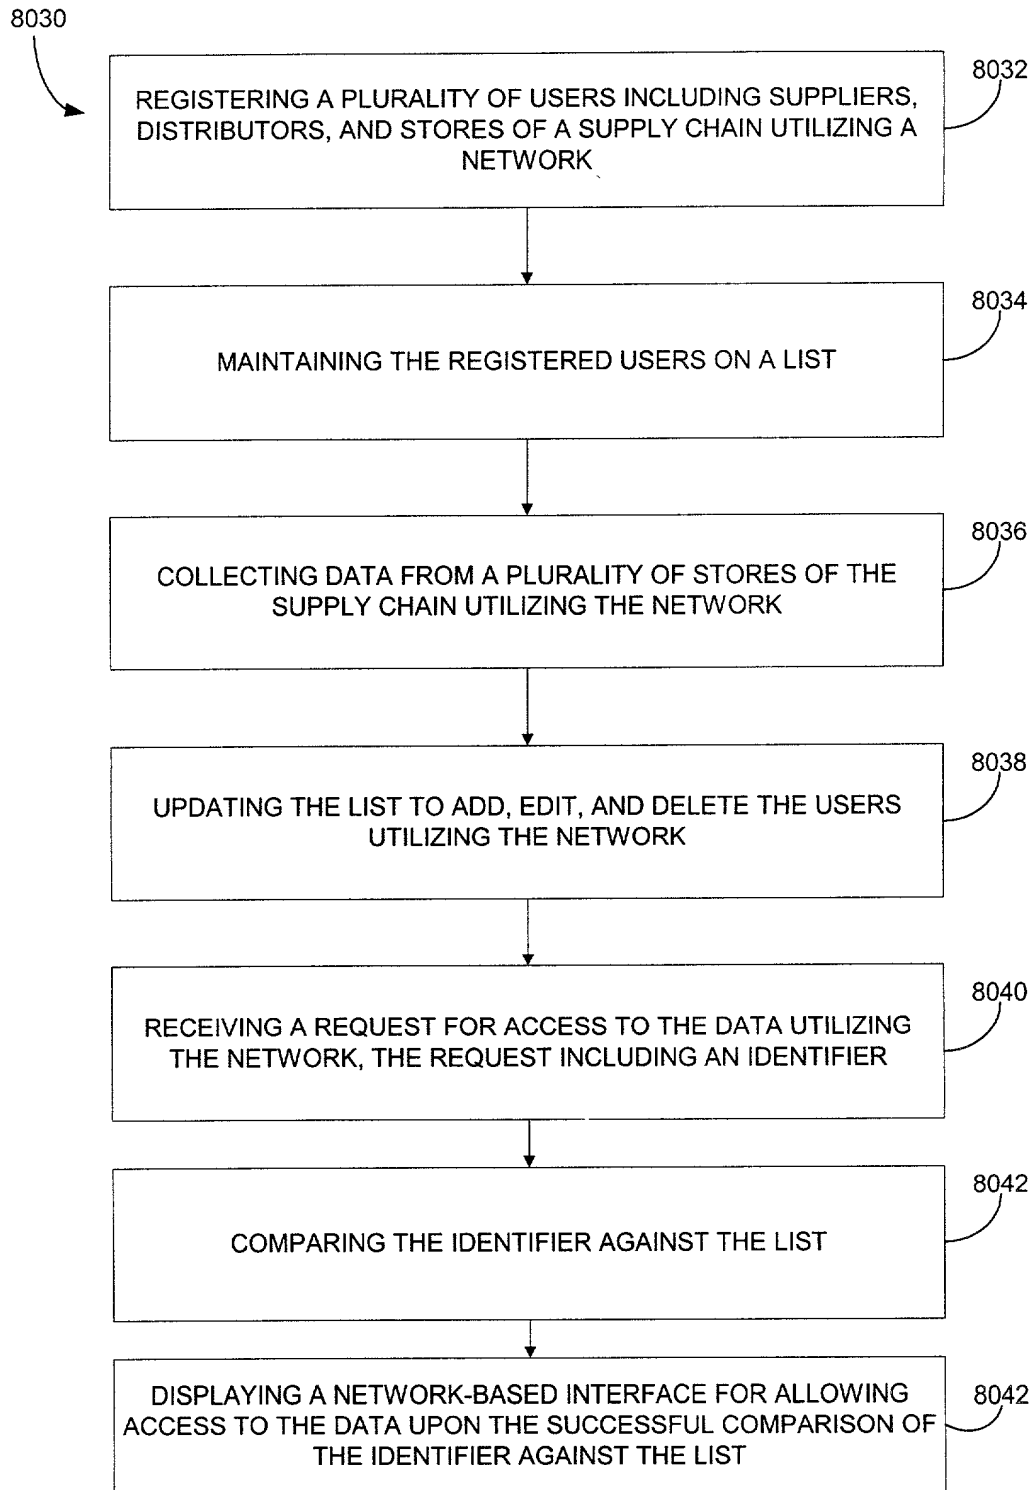 8030
8032
REGISTERING A PLURALITY OF USERS INCLUDING SUPPLIERS,
DISTRIBUTORS, AND STORES OF A SUPPLY CHAIN UTILIZING A
NETWORK
8034
MAINTAINING THE REGISTERED USERS ON A LIST
8036
COLLECTING DATA FROM A PLURALITY OF STORES OF THE
SUPPLY CHAIN UTILIZING THE NETWORK
8038
UPDATING THE LIST TO ADD, EDIT, AND DELETE THE USERS
UTILIZING THE NETWORK
8040
RECEIVING A REQUEST FOR ACCESS TO THE DATA UTILIZING
THE NETWORK, THE REQUEST INCLUDING AN IDENTIFIER
8042
COMPARING THE IDENTIFIER AGAINST THE LIST
8042
DISPLAYING A NETWORK-BASED INTERFACE FOR ALLOWING
ACCESS TO THE DATA UPON THE SUCCESSFUL COMPARISON OF
THE IDENTIFIER AGAINST THE LIST